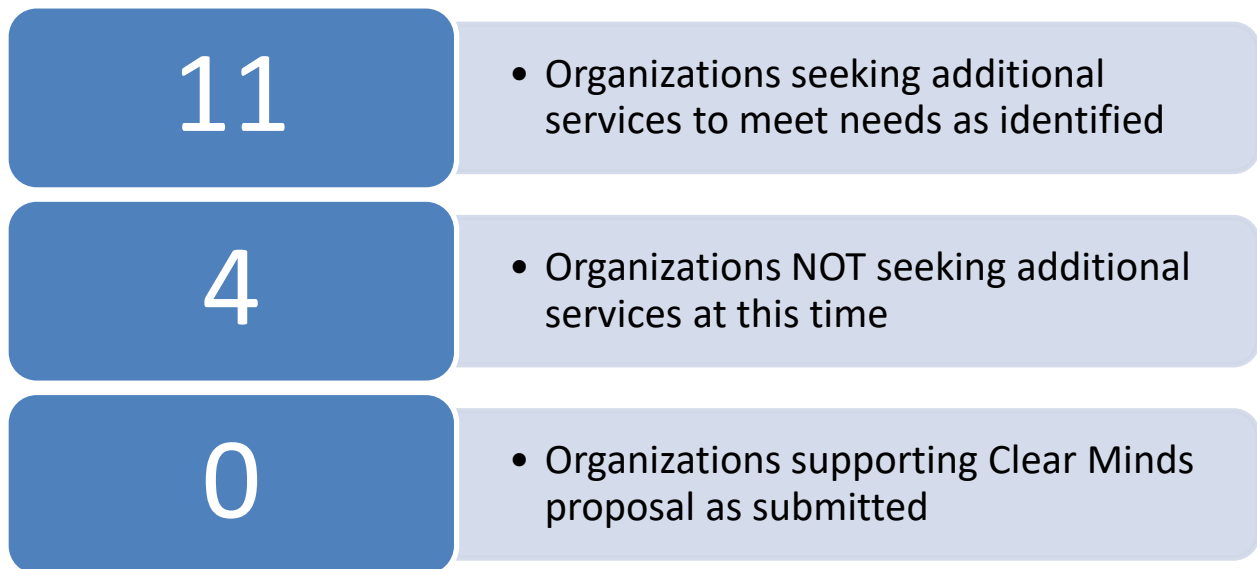 11
• Organizations seeking additional
services to meet needs as identified
4
• Organizations NOT seeking additional
services at this time
0
• Organizations supporting Clear Minds
proposal as submitted